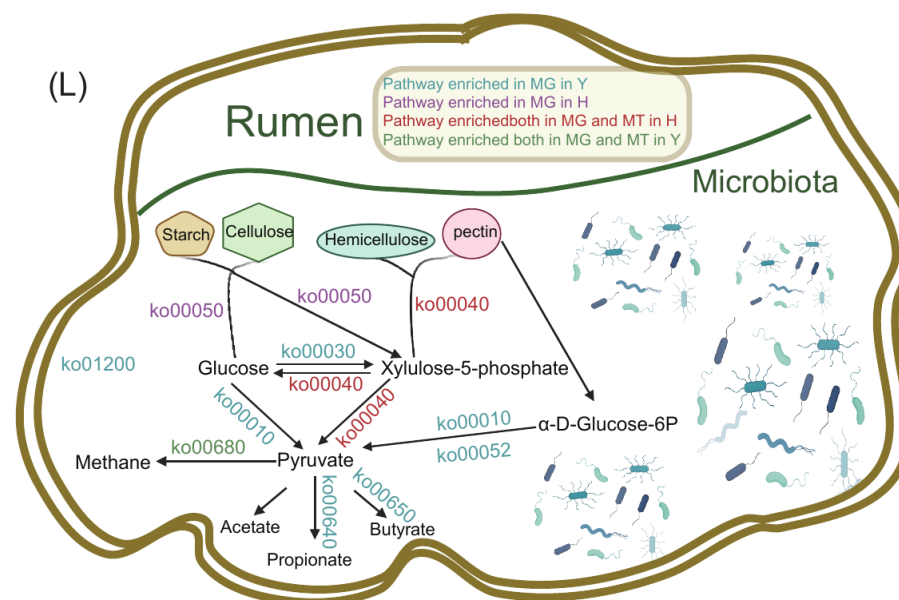 (L)
Rumen
Pathway enriched in MG in Y
Pathway enriched in MG in H
Pathway enrichedboth in MG and MT in H
Pathway enriched both in MG and MT in Y
Microbiota
Starch
Cellulose
Hemicellulose
pectin
ko00050
ko00050
ko00040
ko01200
Glucose
ko00030
ko00040
Xylulose-5-phosphate
ko00010
ko00040
ko00010
ko00052
α-D-Glucose-6P
Methane
ko00680
Pyruvate
ko00640
ko00650
Acetate
Propionate
Butyrate